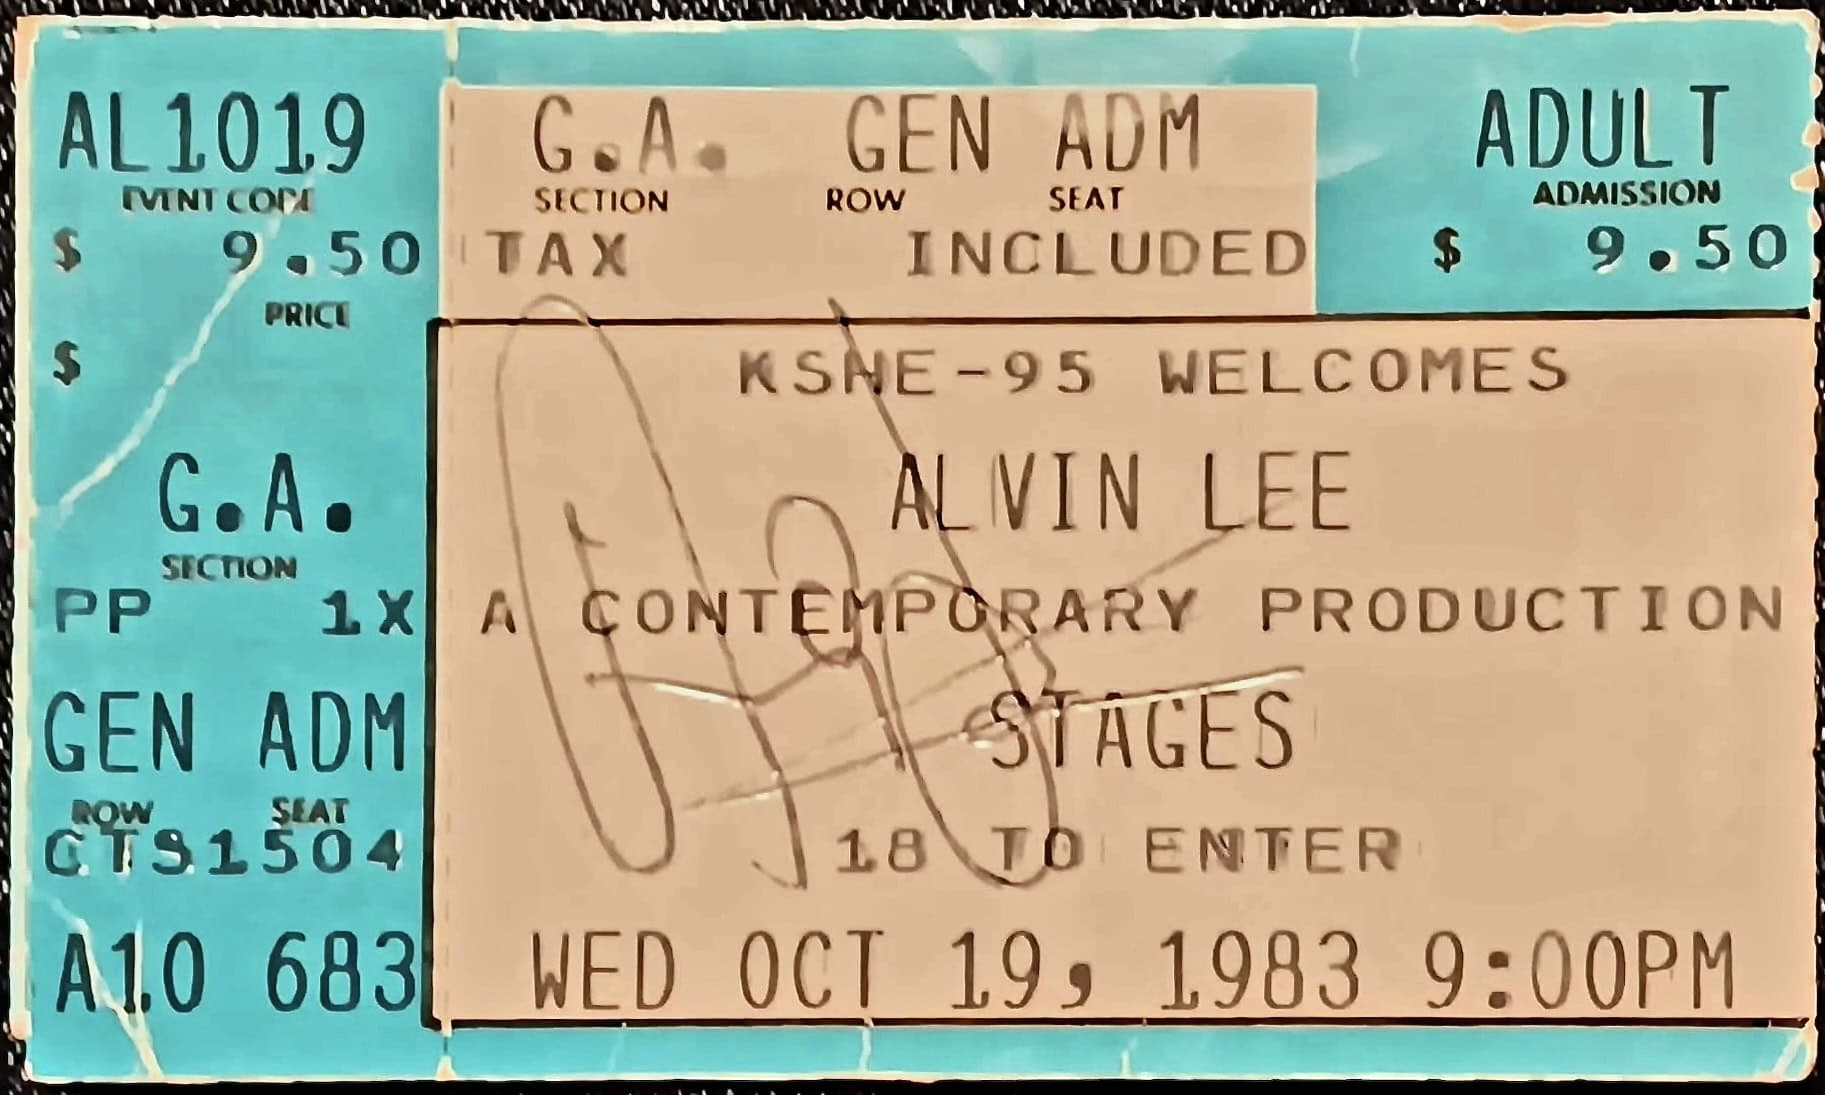 AL1019
EVENT CODE
$ 9.50
PRICE
$
G.A.
SECTION
PP 1X
GEN ADM
ROW SEAT
CTS1504
A10 683
G.A. GEN ADM
SECTION ROW SEAT
TAX INCLUDED
ADULT
ADMISSION
$ 9.50
KSHE-95 WELCOMES
ALVIN LEE
A CONTEMPORARY PRODUCTION
STAGES
18 TO ENTER
WED OCT 19, 1983 9:00PM